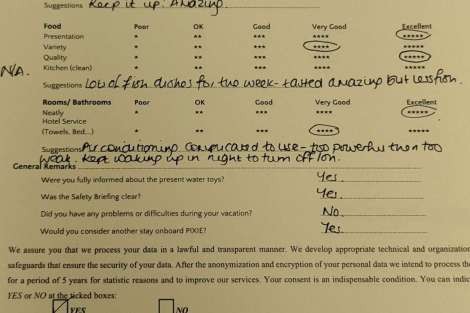 Suggestions Keep it up. Amazing.
Food Poor OK Good Very Good Excellent
Presentation * ** *** **** *****
Variety * ** *** **** *****
Quality * ** *** **** *****
N/A. Kitchen (clean) * ** *** **** *****
Suggestions Lots of fish dishes for the week - tasted amazing but less fish.
Rooms/ Bathrooms Poor OK Good Very Good Excellent
Neatly * ** *** **** *****
Hotel Service
(Towels, Bed...) * ** *** **** *****
Suggestions Air conditioning complicated to use - too powerful then too
weak. Kept waking up in night to turn off/on.
General Remarks
Were you fully informed about the present water toys? Yes.
Was the Safety Briefing clear? Yes.
Did you have any problems or difficulties during your vacation? No
Would you consider another stay onboard PIXIE? Yes.
We assure you that we process your data in a lawful and transparent manner. We develop appropriate technical and organization
safeguards that ensure the security of your data. After the anonymization and encryption of your personal data we intend to process the
for a period of 5 years for statistic reasons and to improve our services. Your consent is an indispensable condition. You can indic
YES or NO at the ticked boxes:
YES NO